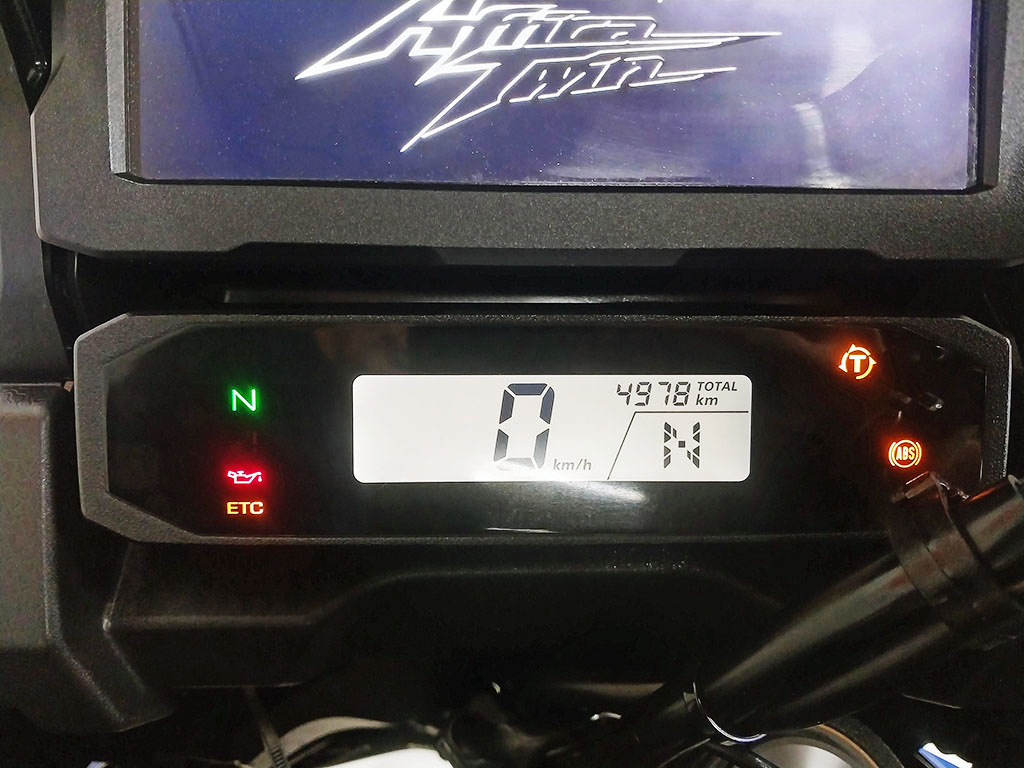 Africa
Twin
N
ETC
0 km/h
4978 TOTAL
km
N
T
ABS